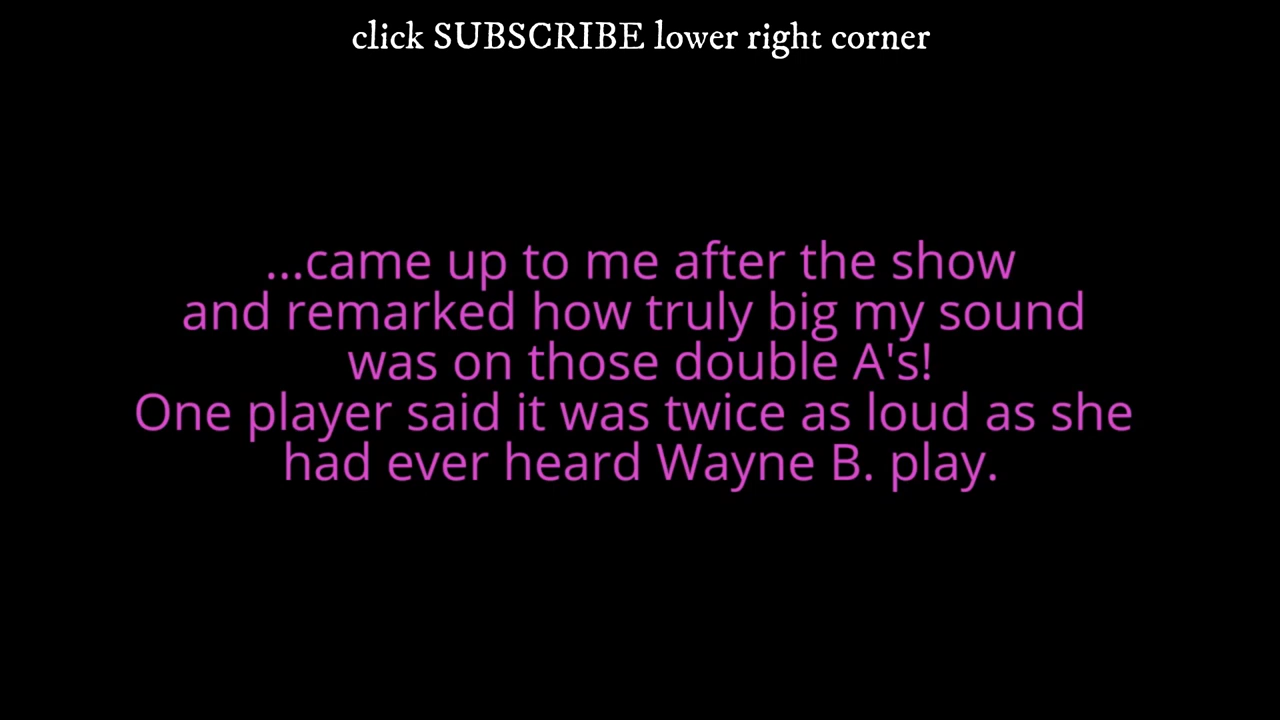 click SUBSCRIBE lower right corner
...came up to me after the show
and remarked how truly big my sound
was on those double A's!
One player said it was twice as loud as she
had ever heard Wayne B. play.